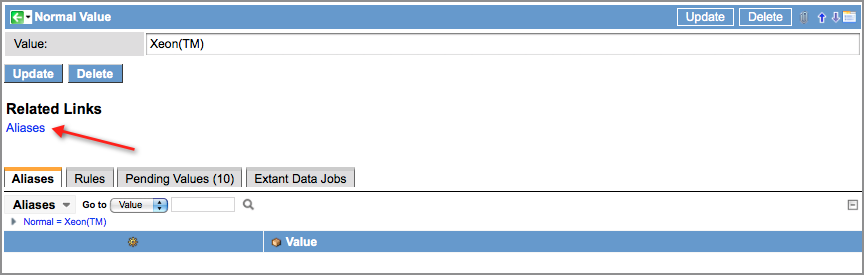 Normal Value Update Delete
Value: Xeon(TM)
Update Delete
Related Links
Aliases
Aliases Rules Pending Values (10) Extant Data Jobs
Aliases Go to Value
Normal = Xeon(TM)
Value